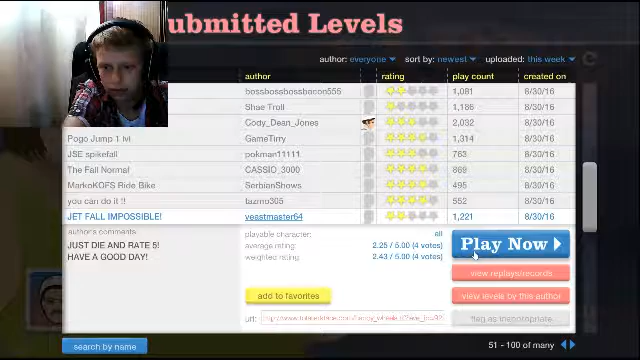 ubmitted Levels
author: everyone sort by: newest uploaded: this week
author rating play count created on
bossbossbossbacon555 1,081 8/30/16
Shae Troll 1,186 8/30/16
Cody_Dean_Jones 2,032 8/30/16
Pogo Jump 1 lvl GameTirry 1,314 8/30/16
JSE spikefall pokman11111 763 8/30/16
The Fall Normal CASSIO_3000 869 8/30/16
MarkoKOFS Ride Bike SerbianShows 495 8/30/16
you can do it !! tazmo305 552 8/30/16
JET FALL IMPOSSIBLE! yeastmaster64 1,221 8/30/16
author's comments:
JUST DIE AND RATE 5!
HAVE A GOOD DAY!
playable character: all
average rating: 2.25 / 5.00 (4 votes)
weighted rating: 2.43 / 5.00 (4 votes)
add to favorites
url:
Play Now
view replays/records
view levels by this author
flag as inappropriate
search by name
51 - 100 of many